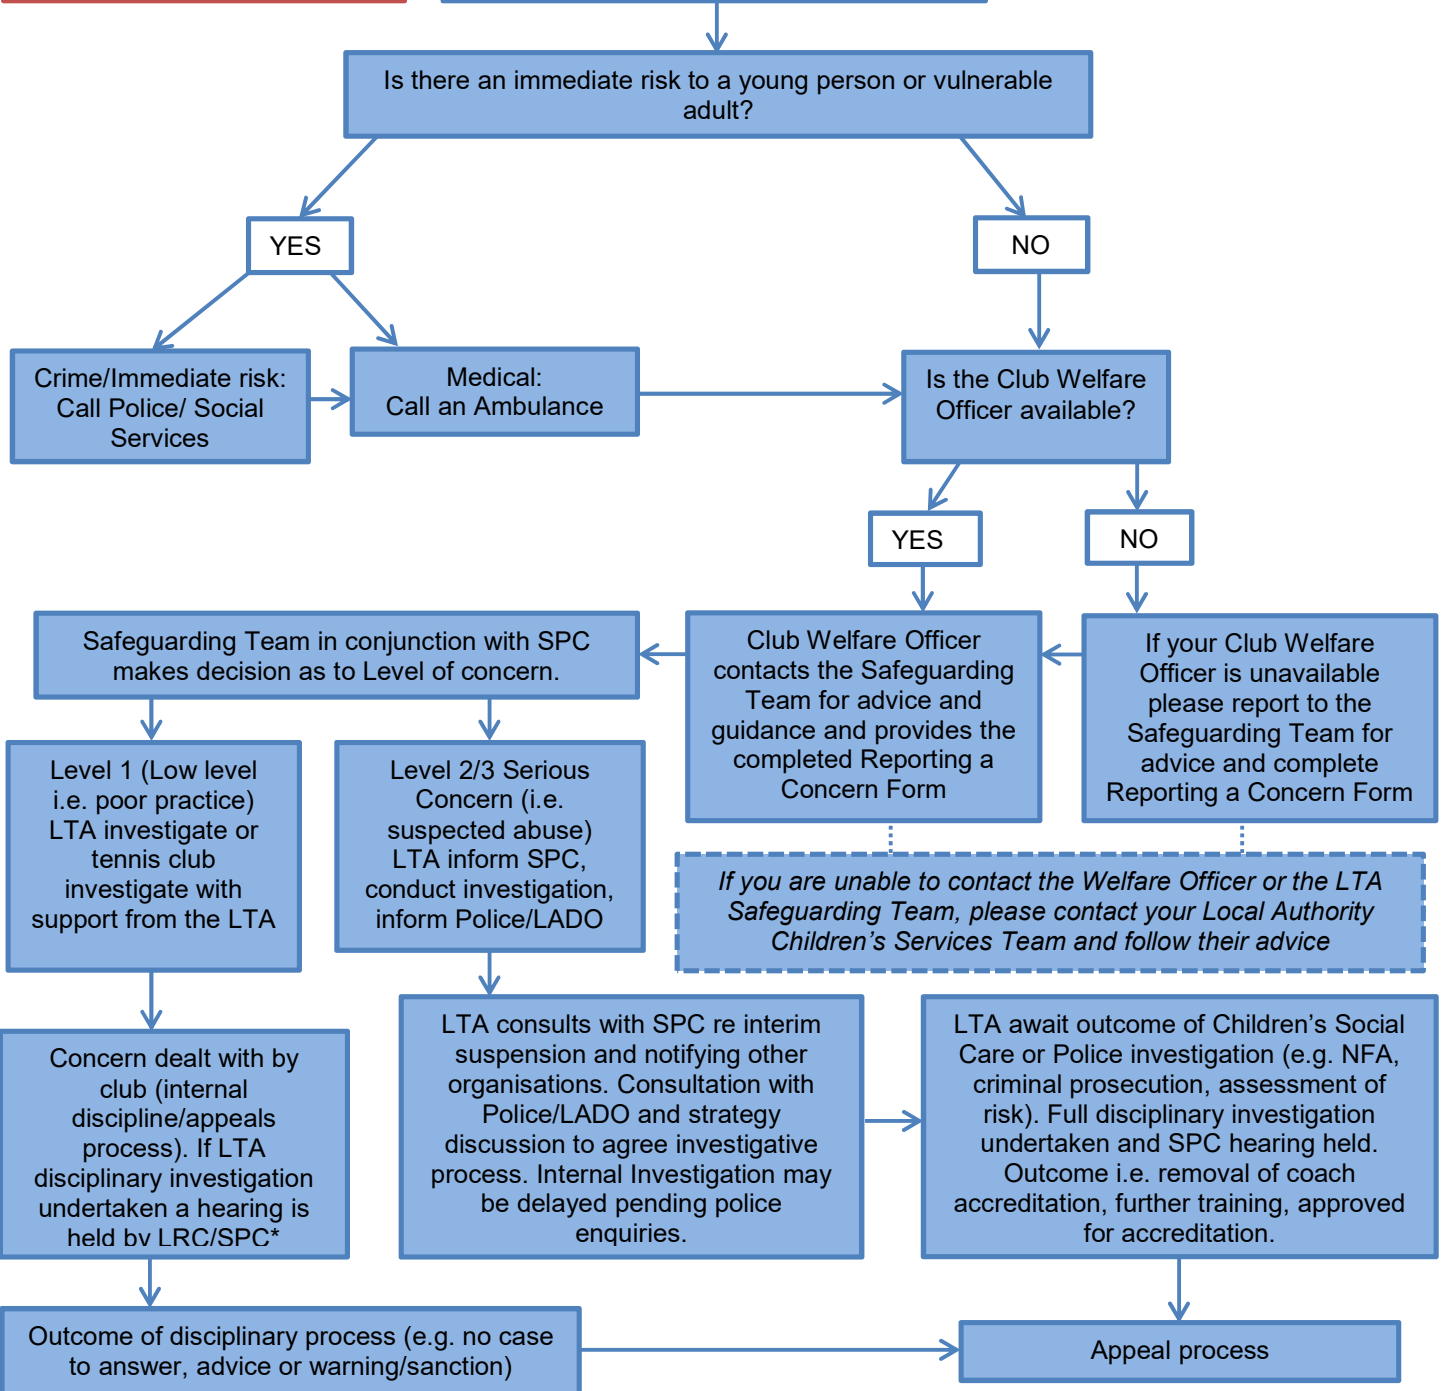 Is there an immediate risk to a young person or vulnerable
adult?
YES
NO
Crime/Immediate risk:
Call Police/ Social
Services
Medical:
Call an Ambulance
Is the Club Welfare
Officer available?
YES
NO
Safeguarding Team in conjunction with SPC
makes decision as to Level of concern.
Club Welfare Officer
contacts the Safeguarding
Team for advice and
guidance and provides the
completed Reporting a
Concern Form
If your Club Welfare
Officer is unavailable
please report to the
Safeguarding Team for
advice and complete
Reporting a Concern Form
Level 1 (Low level
i.e. poor practice)
LTA investigate or
tennis club
investigate with
support from the LTA
Level 2/3 Serious
Concern (i.e.
suspected abuse)
LTA inform SPC,
conduct investigation,
inform Police/LADO
If you are unable to contact the Welfare Officer or the LTA
Safeguarding Team, please contact your Local Authority
Children’s Services Team and follow their advice
Concern dealt with by
club (internal
discipline/appeals
process). If LTA
disciplinary investigation
undertaken a hearing is
held by LRC/SPC*
LTA consults with SPC re interim
suspension and notifying other
organisations. Consultation with
Police/LADO and strategy
discussion to agree investigative
process. Internal Investigation may
be delayed pending police
enquiries.
LTA await outcome of Children’s Social
Care or Police investigation (e.g. NFA,
criminal prosecution, assessment of
risk). Full disciplinary investigation
undertaken and SPC hearing held.
Outcome i.e. removal of coach
accreditation, further training, approved
for accreditation.
Outcome of disciplinary process (e.g. no case
to answer, advice or warning/sanction)
Appeal process